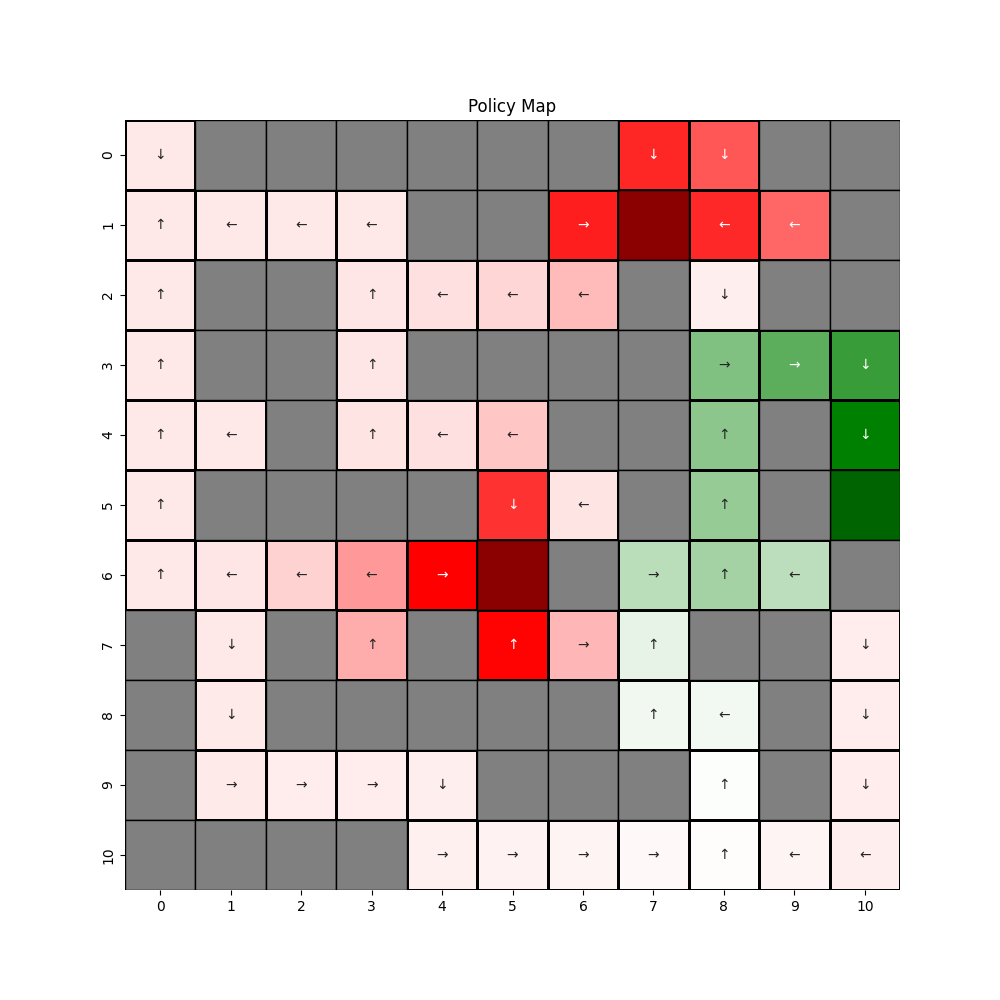 Policy Map
0 ↓ ↓ ↓
1 ↑ ← ← ← → ← ←
2 ↑ ↑ ← ← ← ↓
3 ↑ ↑ → → ↓
4 ↑ ← ↑ ← ← ↑ ↓
5 ↑ ↓ ← ↑
6 ↑ ← ← ← → → ↑ ←
7 ↓ ↑ ↑ → ↑ ↓
8 ↓ ↑ ← ↓
9 → → → ↓ ↑ ↓
10 → → → → ↑ ← ←
0 1 2 3 4 5 6 7 8 9 10